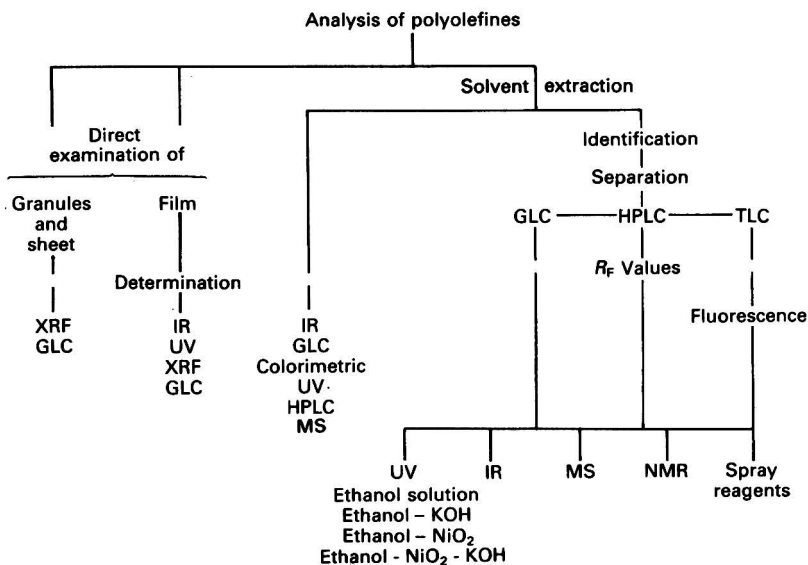 Analysis of polyolefines
Solvent extraction
Direct
examination of
Granules
and
sheet
Film
Determination
XRF
GLC
IR
UV
XRF
GLC
IR
GLC
Colorimetric
UV
HPLC
MS
Identification
Separation
GLC HPLC TLC
R_F Values
Fluorescence
UV IR MS NMR Spray
reagents
Ethanol solution
Ethanol – KOH
Ethanol – NiO₂
Ethanol - NiO₂ - KOH